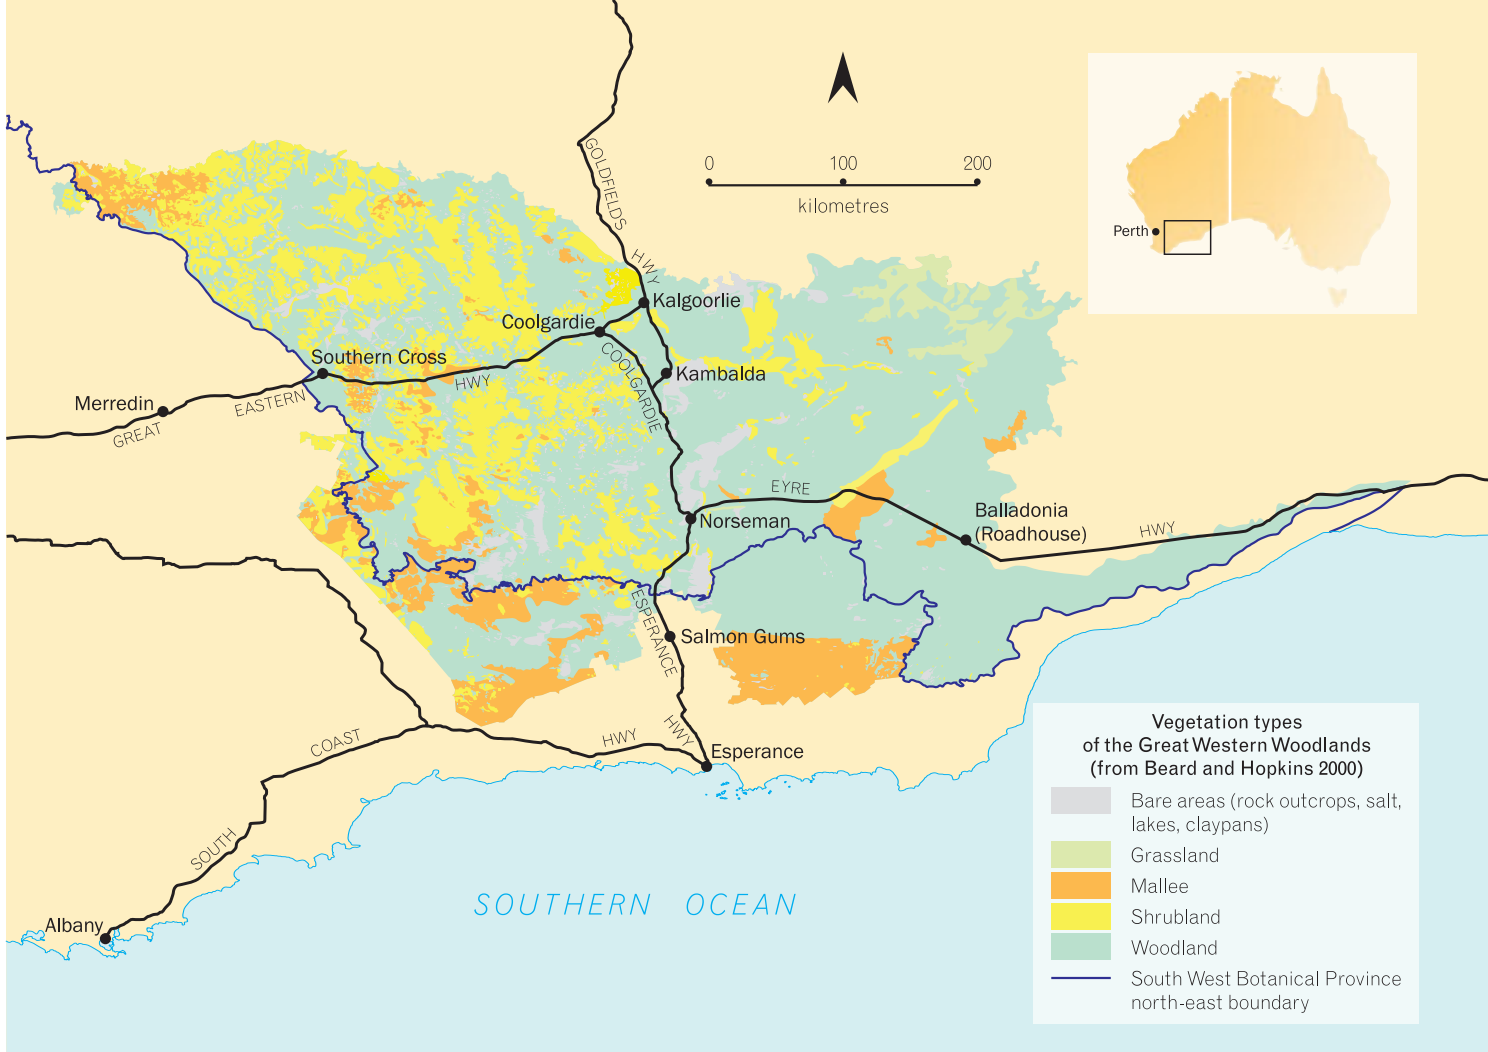 0 100 200
kilometres
Perth
GOLDFIELDS
HWY
Kalgoorlie
Coolgardie
COOLGARDIE
Southern Cross
HWY
Kambalda
Merredin
EASTERN
GREAT
EYRE
Norseman
Balladonia
(Roadhouse)
HWY
ESPERANCE
Salmon Gums
HWY
COAST
HWY
Esperance
SOUTH
Albany
SOUTHERN OCEAN
Vegetation types
of the Great Western Woodlands
(from Beard and Hopkins 2000)
Bare areas (rock outcrops, salt,
lakes, claypans)
Grassland
Mallee
Shrubland
Woodland
South West Botanical Province
north-east boundary